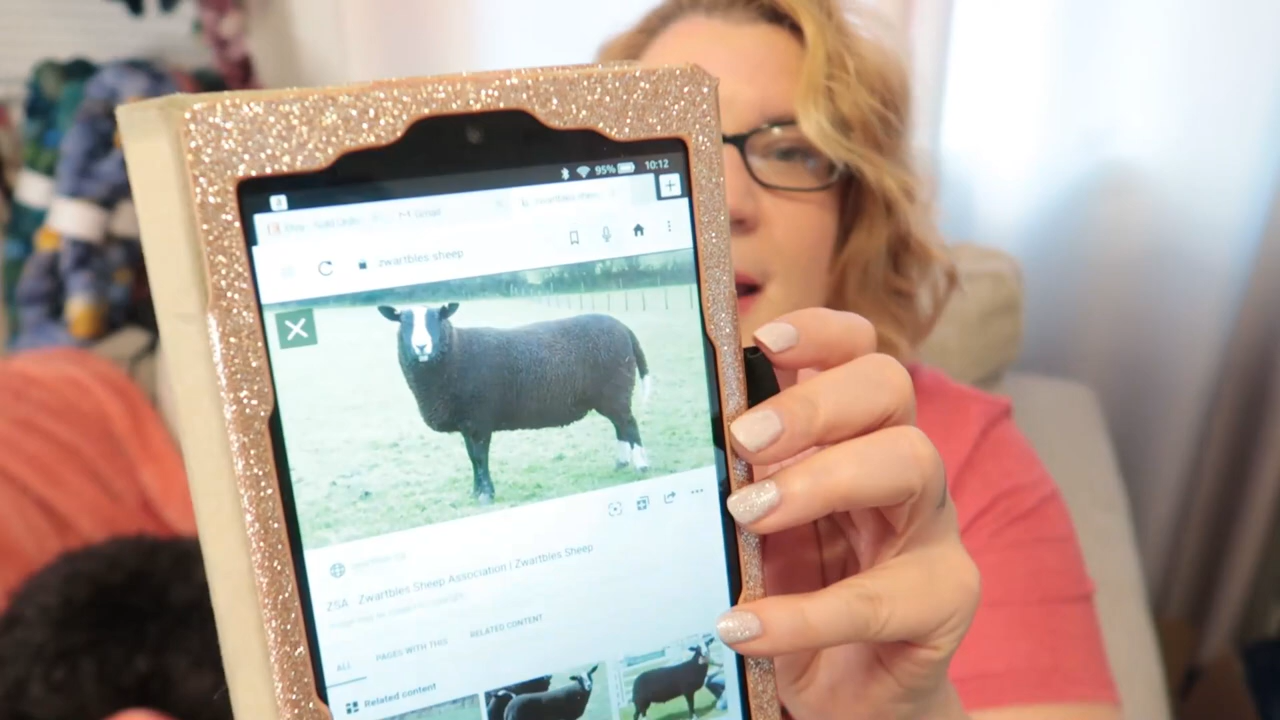 95% 10:12
Gmail
zwartbles sheep
ZSA - Zwartbles Sheep Association | Zwartbles Sheep
ALL PAGES WITH THIS RELATED CONTENT
Related content